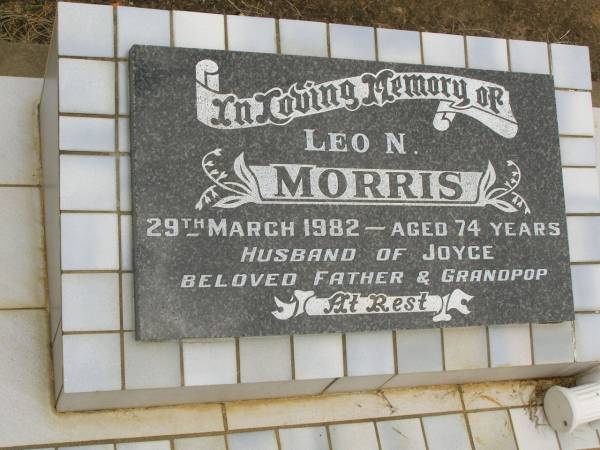 In Loving Memory of
LEO N.
MORRIS
29TH MARCH 1982 — AGED 74 YEARS
HUSBAND OF JOYCE
BELOVED FATHER & GRANDPOP
At Rest